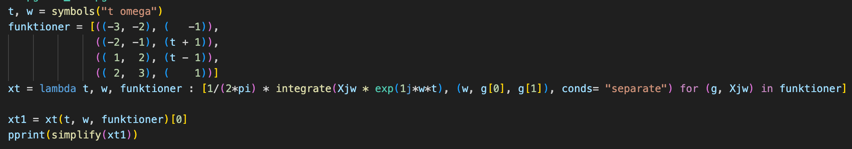 t, w = symbols("t omega")
funktioner = [((-3, -2), (   -1)),
              ((-2, -1), (t + 1)),
              (( 1,  2), (t - 1)),
              (( 2,  3), (    1))]
xt = lambda t, w, funktioner : [1/(2*pi) * integrate(Xjw * exp(1j*w*t), (w, g[0], g[1]), conds= "separate") for (g, Xjw) in funktioner]

xt1 = xt(t, w, funktioner)[0]
pprint(simplify(xt1))